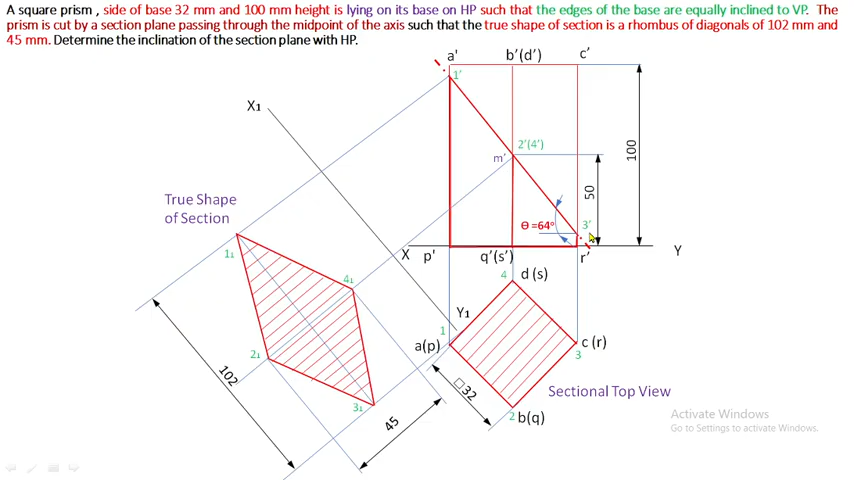 A square prism , side of base 32 mm and 100 mm height is lying on its base on HP such that the edges of the base are equally inclined to VP. The
prism is cut by a section plane passing through the midpoint of the axis such that the true shape of section is a rhombus of diagonals of 102 mm and
45 mm. Determine the inclination of the section plane with HP.
a' b'(d') c'
1'
X1
2'(4')
m'
100
50
True Shape
of Section
Ɵ =64°
3'
11
X p' q'(s') r' Y
4 d (s)
41
Y1
1
a(p)
c (r)
3
21
102
□32
Sectional Top View
31
45
2 b(q)
Activate Windows
Go to Settings to activate Windows.